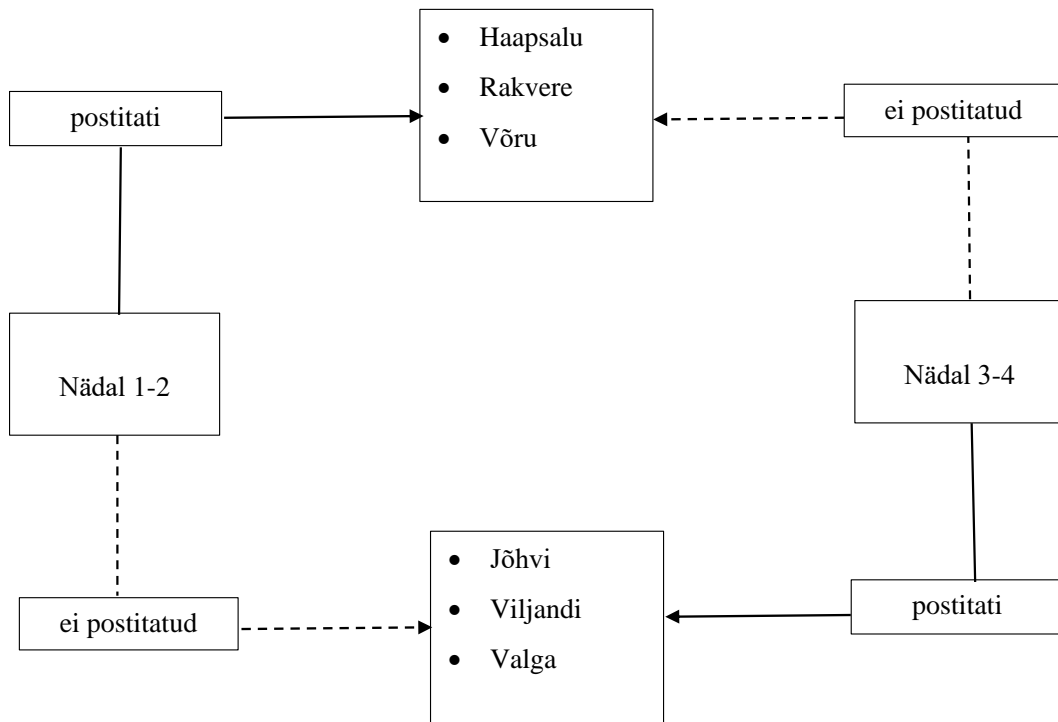 • Haapsalu
• Rakvere
• Võru
postitati
ei postitatud
Nädal 1-2
Nädal 3-4
• Jõhvi
• Viljandi
• Valga
ei postitatud
postitati